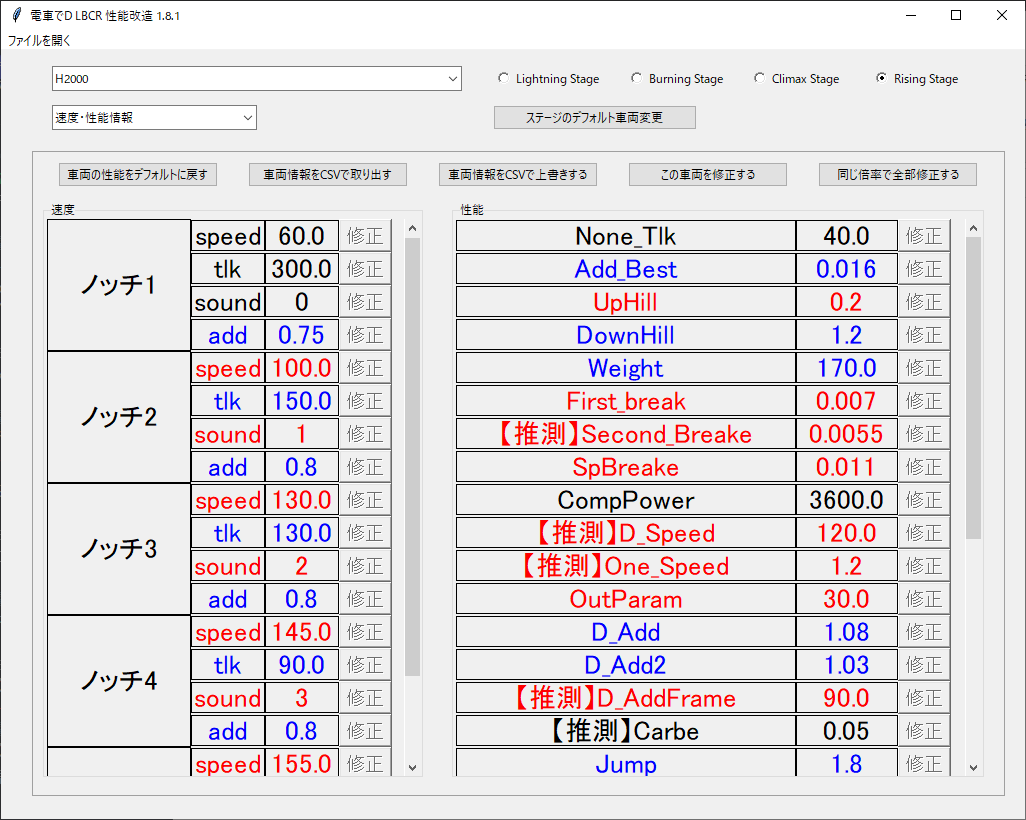 電車でD LBCR 性能改造 1.8.1
ファイルを開く
H2000
Lightning Stage
Burning Stage
Climax Stage
Rising Stage
速度・性能情報
ステージのデフォルト車両変更
車両の性能をデフォルトに戻す
車両情報をCSVで取り出す
車両情報をCSVで上書きする
この車両を修正する
同じ倍率で全部修正する
速度
ノッチ1
speed 60.0 修正
tlk 300.0 修正
sound 0 修正
add 0.75 修正
ノッチ2
speed 100.0 修正
tlk 150.0 修正
sound 1 修正
add 0.8 修正
ノッチ3
speed 130.0 修正
tlk 130.0 修正
sound 2 修正
add 0.8 修正
ノッチ4
speed 145.0 修正
tlk 90.0 修正
sound 3 修正
add 0.8 修正
speed 155.0 修正
性能
None_Tlk 40.0 修正
Add_Best 0.016 修正
UpHill 0.2 修正
DownHill 1.2 修正
Weight 170.0 修正
First_break 0.007 修正
【推測】Second_Breake 0.0055 修正
SpBreake 0.011 修正
CompPower 3600.0 修正
【推測】D_Speed 120.0 修正
【推測】One_Speed 1.2 修正
OutParam 30.0 修正
D_Add 1.08 修正
D_Add2 1.03 修正
【推測】D_AddFrame 90.0 修正
【推測】Carbe 0.05 修正
Jump 1.8 修正